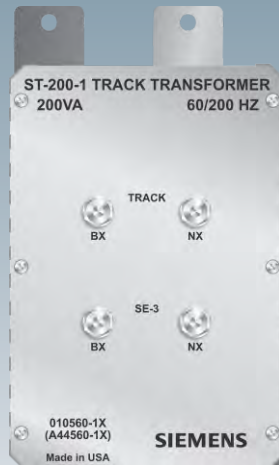 ST-200-1 TRACK TRANSFORMER
200VA 60/200 HZ
TRACK
BX NX
SE-3
BX NX
010560-1X
(A44560-1X)
Made in USA
SIEMENS